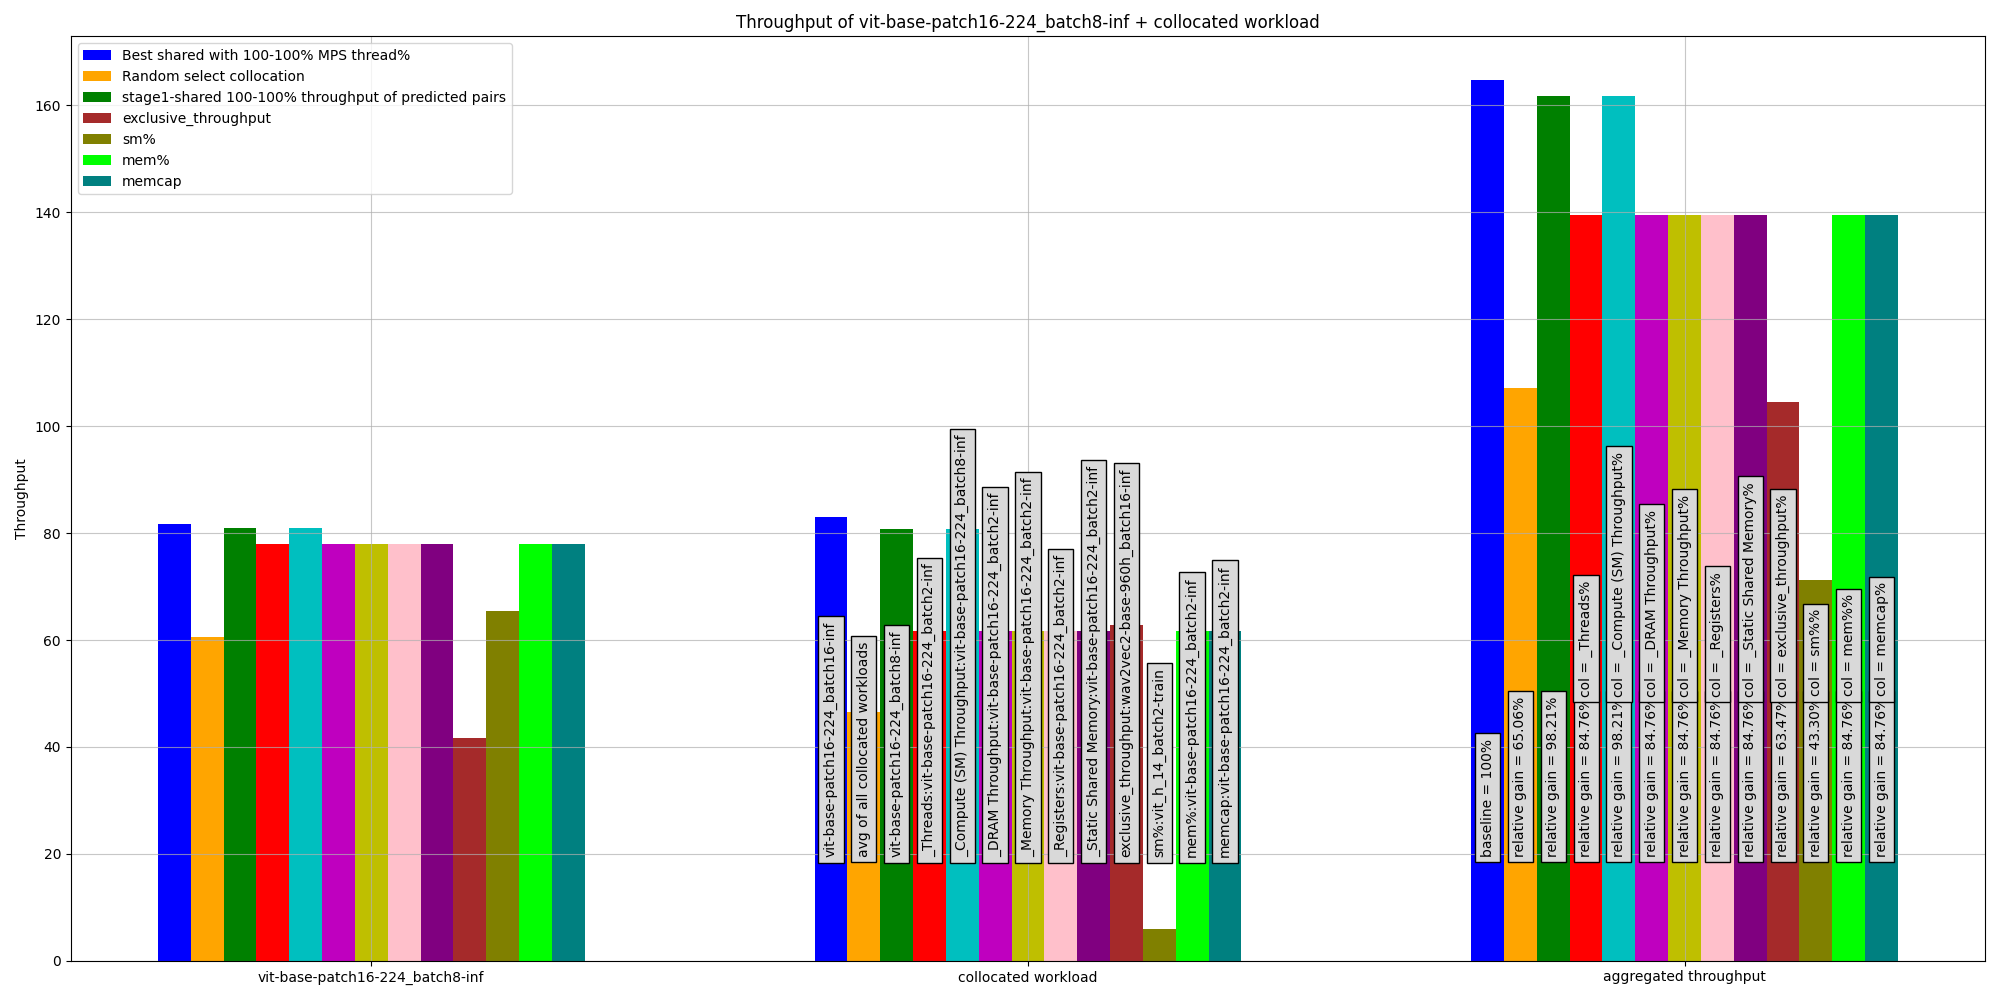 Throughput of vit-base-patch16-224_batch8-inf + collocated workload
Best shared with 100-100% MPS thread%
Random select collocation
stage1-shared 100-100% throughput of predicted pairs
exclusive_throughput
sm%
mem%
memcap
Throughput
160
140
120
100
80
60
40
20
0
vit-base-patch16-224_batch16-inf
avg of all collocated workloads
vit-base-patch16-224_batch8-inf
_Threads:vit-base-patch16-224_batch2-inf
_Compute (SM) Throughput:vit-base-patch16-224_batch8-inf
_DRAM Throughput:vit-base-patch16-224_batch2-inf
_Memory Throughput:vit-base-patch16-224_batch2-inf
_Registers:vit-base-patch16-224_batch2-inf
_Static Shared Memory:vit-base-patch16-224_batch2-inf
exclusive_throughput:wav2vec2-base-960h_batch16-inf
sm%:vit_h_14_batch2-train
mem%:vit-base-patch16-224_batch2-inf
memcap:vit-base-patch16-224_batch2-inf
baseline = 100%
relative gain = 65.06%
relative gain = 98.21%
relative gain = 84.76%
col = _Threads%
relative gain = 98.21%
col = _Compute (SM) Throughput%
relative gain = 84.76%
col = _DRAM Throughput%
relative gain = 84.76%
col = _Memory Throughput%
relative gain = 84.76%
col = _Registers%
relative gain = 84.76%
col = _Static Shared Memory%
relative gain = 63.47%
col = exclusive_throughput%
relative gain = 43.30%
col = sm%%
relative gain = 84.76%
col = mem%%
relative gain = 84.76%
col = memcap%
vit-base-patch16-224_batch8-inf
collocated workload
aggregated throughput